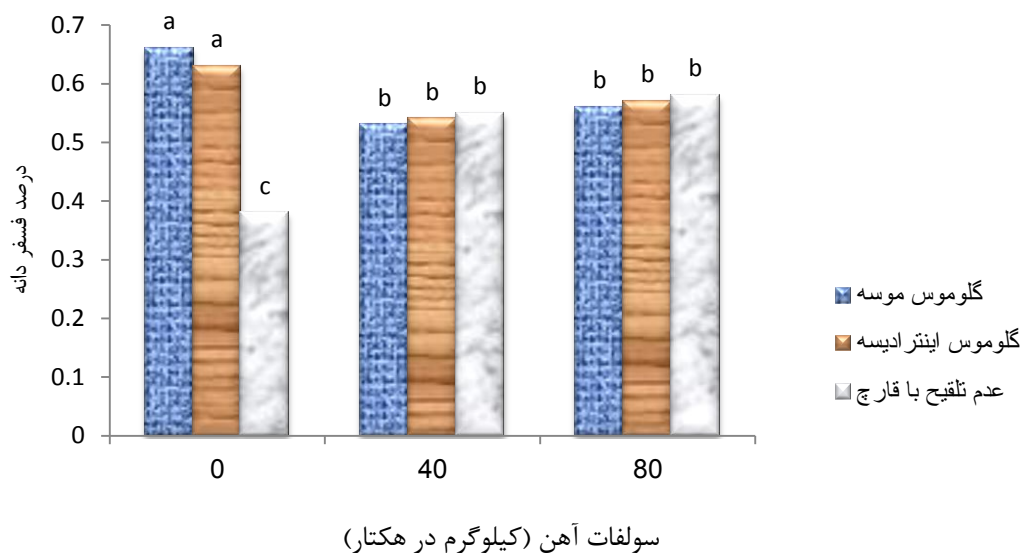 0.7
0.6
0.5
0.4
0.3
0.2
0.1
0
درصد فسفر دانه
a a c
b b b
b b b
0 40 80
سولفات آهن (کیلوگرم در هکتار)
گلوموس موسه
گلوموس اینترادیسه
عدم تلقیح با قارچ